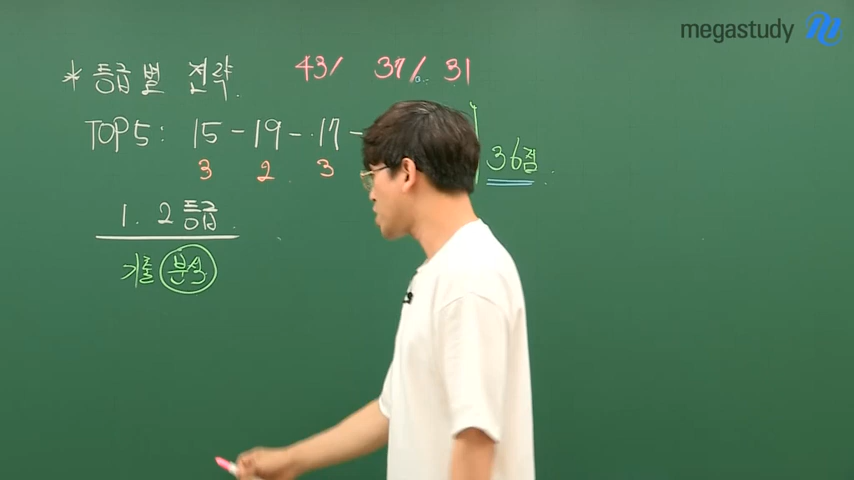 megastudy
* 등급별 전략. 43/ 37/ 31
TOP5: 15 - 19 - 17 -
3 2 3
36점
1. 2 등급
기출 분석